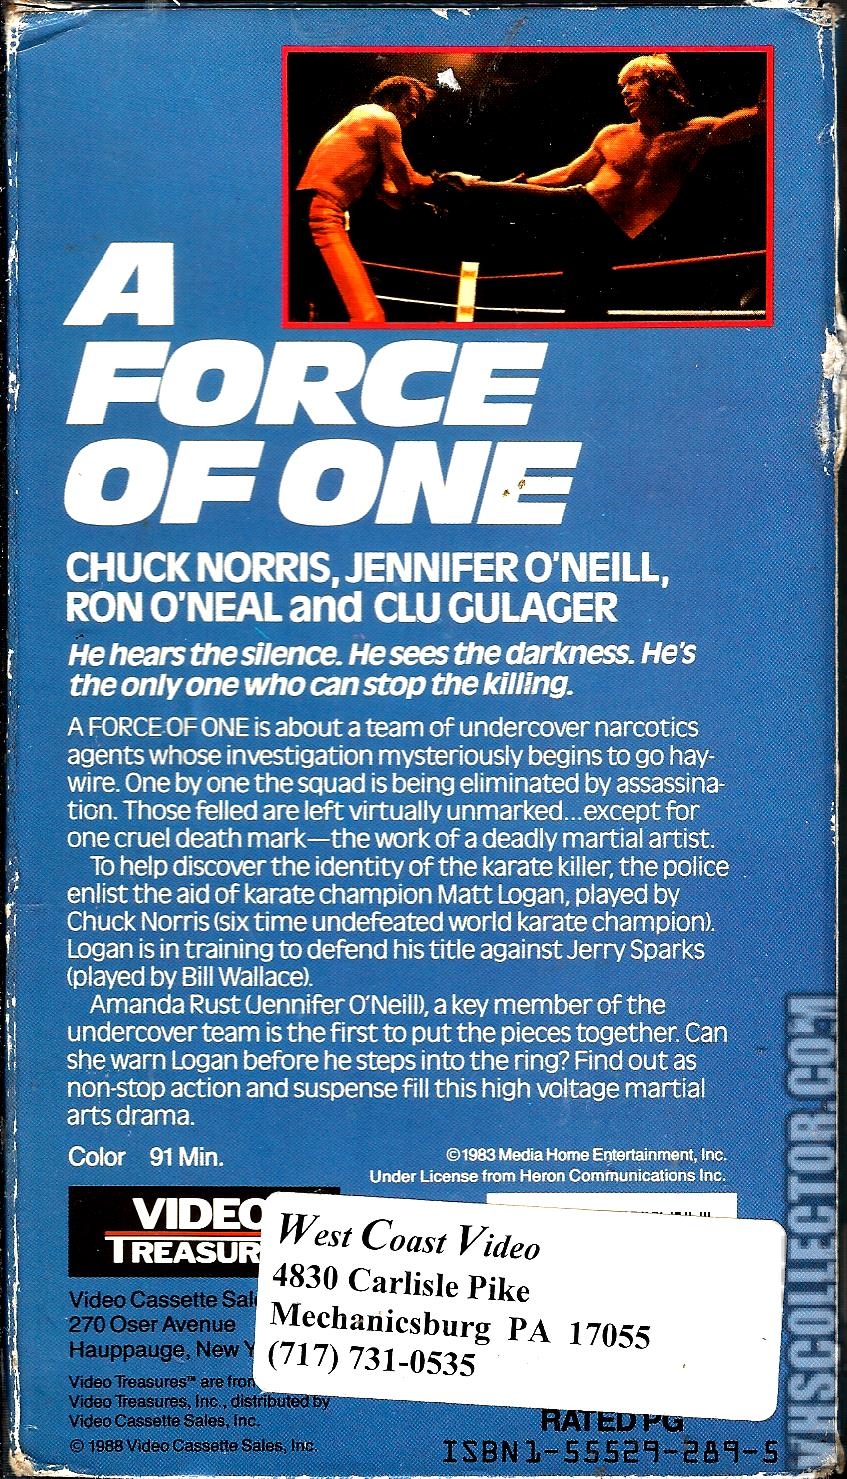 A
FORCE
OF ONE
CHUCK NORRIS, JENNIFER O'NEILL,
RON O'NEAL and CLU GULAGER
He hears the silence. He sees the darkness. He's
the only one who can stop the killing.
A FORCE OF ONE is about a team of undercover narcotics
agents whose investigation mysteriously begins to go hay-
wire. One by one the squad is being eliminated by assassina-
tion. Those felled are left virtually unmarked...except for
one cruel death mark—the work of a deadly martial artist.
To help discover the identity of the karate killer, the police
enlist the aid of karate champion Matt Logan, played by
Chuck Norris (six time undefeated world karate champion).
Logan is in training to defend his title against Jerry Sparks
(played by Bill Wallace).
Amanda Rust (Jennifer O'Neill), a key member of the
undercover team is the first to put the pieces together. Can
she warn Logan before he steps into the ring? Find out as
non-stop action and suspense fill this high voltage martial
arts drama.
Color 91 Min.
©1983 Media Home Entertainment, Inc.
Under License from Heron Communications Inc.
VIDEO
TREASUR
West Coast Video
4830 Carlisle Pike
Mechanicsburg PA 17055
(717) 731-0535
Video Cassette Sal
270 Oser Avenue
Hauppauge, New Y
Video Treasures™ are from
Video Treasures, Inc., distributed by
Video Cassette Sales, Inc.
© 1988 Video Cassette Sales, Inc.
RATED PG
ISBN 1-55529-289-5
VHSCOLLECTOR.COM